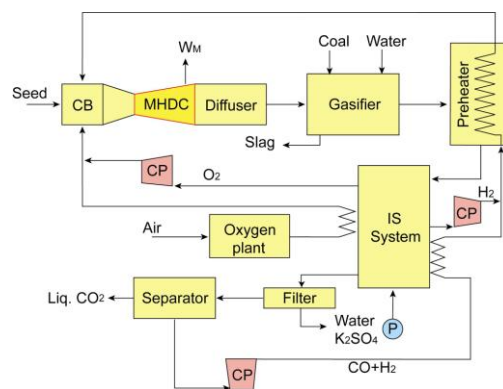 W_M
Coal
Water
Seed
CB
MHDC
Diffuser
Gasifier
Preheater
Slag
CP
O₂
H₂
CP
IS
System
Air
Oxygen
plant
Liq. CO₂
Separator
Filter
Water
K₂SO₄
P
CP
CO+H₂